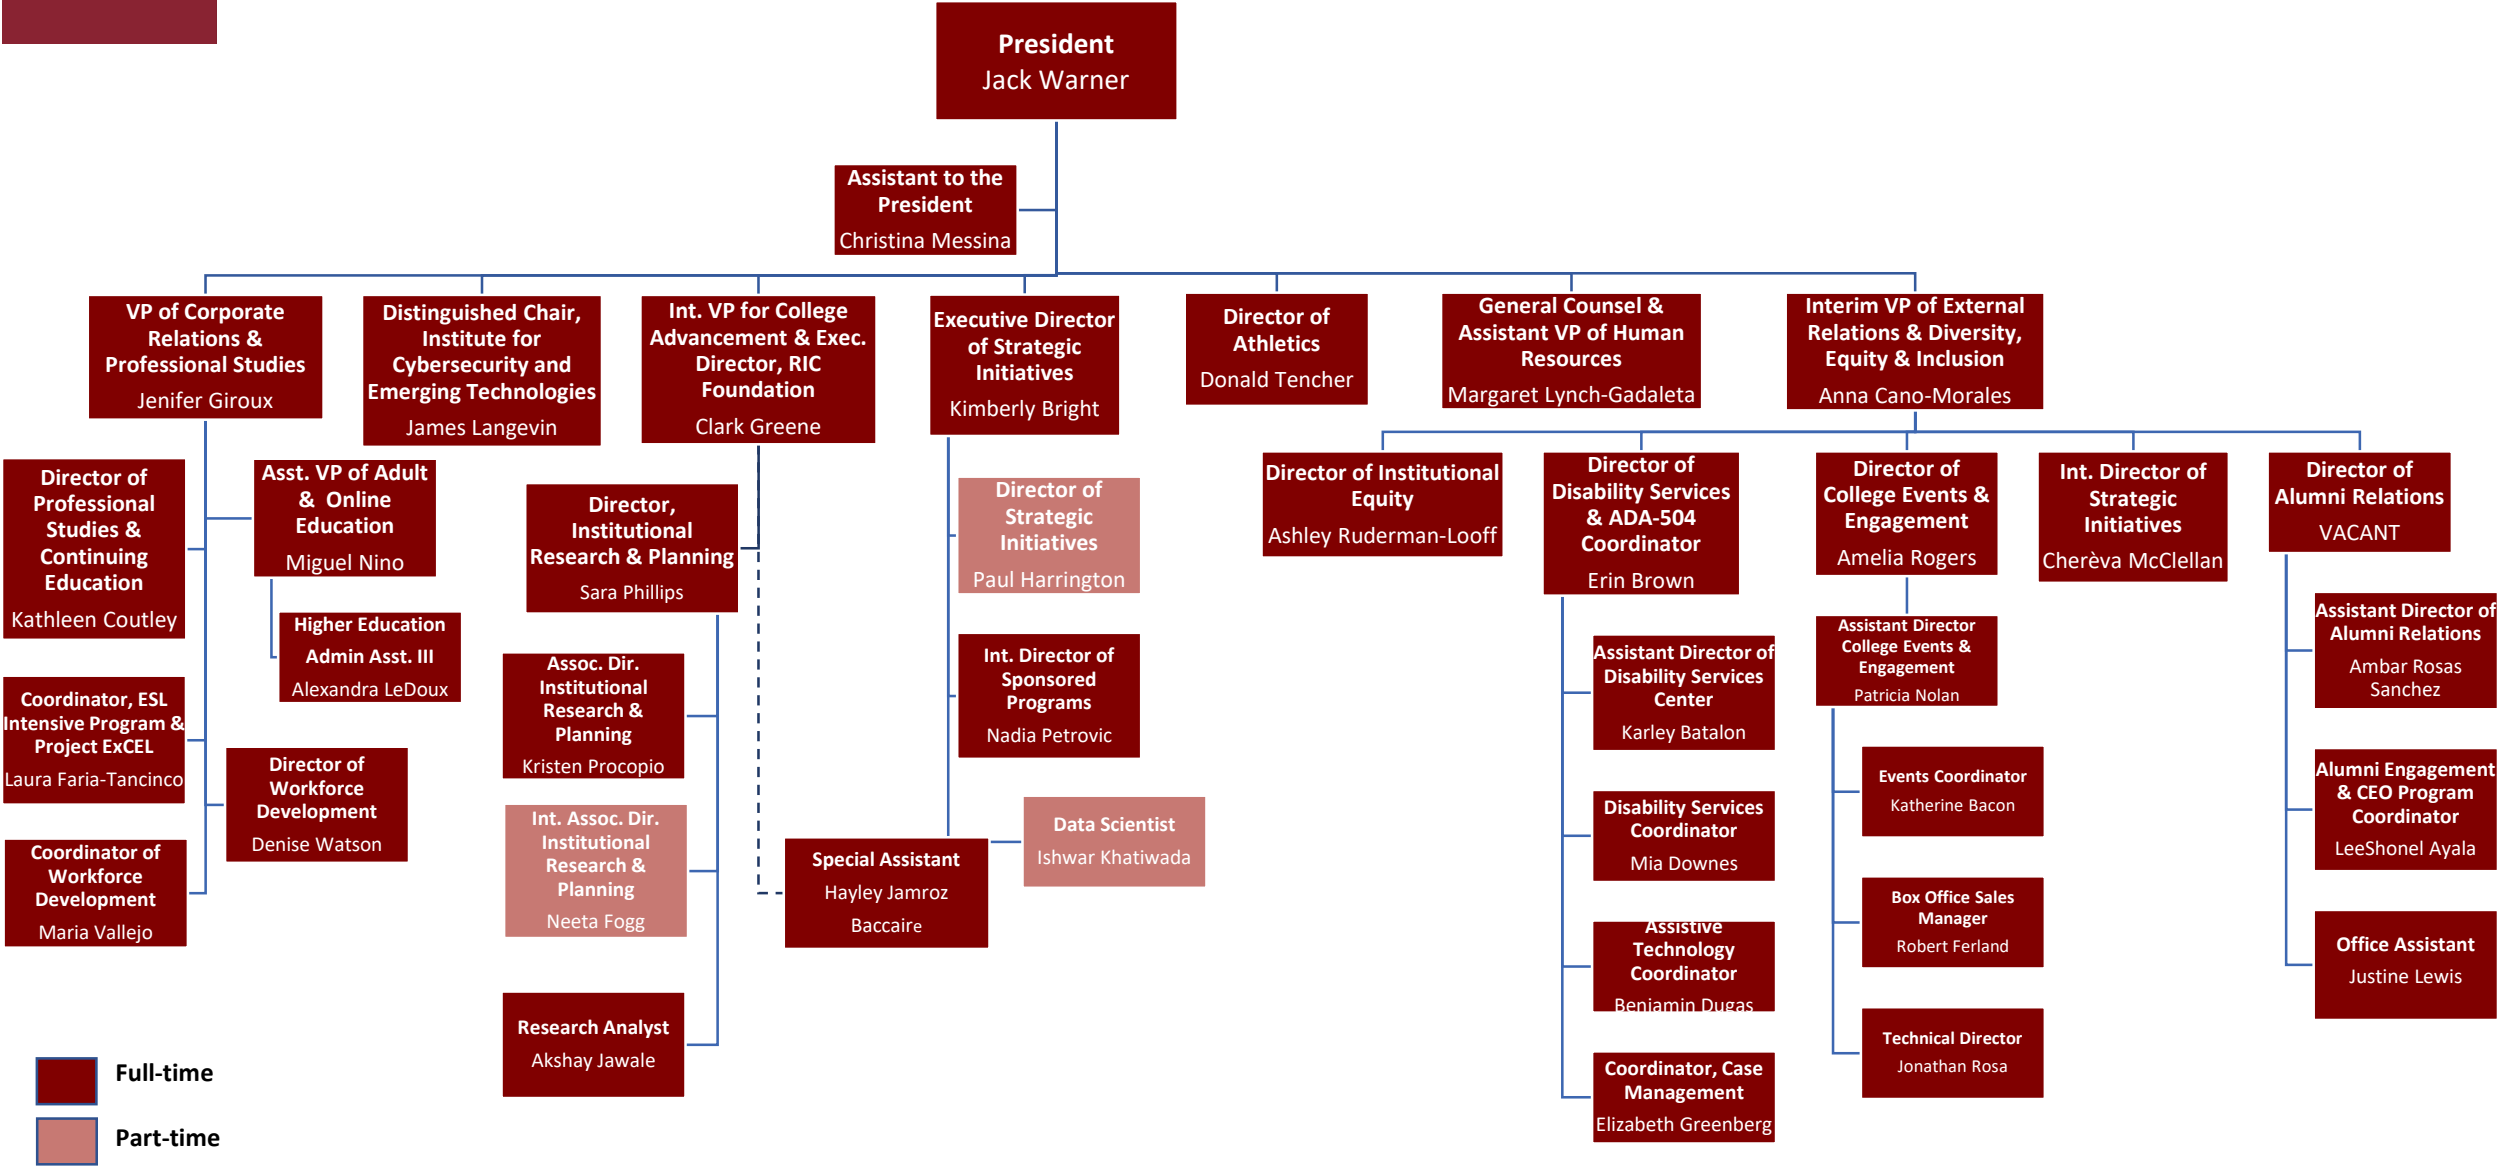 President
Jack Warner
Assistant to the
President
Christina Messina
VP of Corporate
Relations &
Professional Studies
Jenifer Giroux
Distinguished Chair,
Institute for
Cybersecurity and
Emerging Technologies
James Langevin
Int. VP for College
Advancement & Exec.
Director, RIC
Foundation
Clark Greene
Executive Director
of Strategic
Initiatives
Kimberly Bright
Director of
Athletics
Donald Tencher
General Counsel &
Assistant VP of Human
Resources
Margaret Lynch-Gadaleta
Interim VP of External
Relations & Diversity,
Equity & Inclusion
Anna Cano-Morales
Director of
Professional
Studies &
Continuing
Education
Kathleen Coutley
Asst. VP of Adult
& Online
Education
Miguel Nino
Higher Education
Admin Asst. III
Alexandra LeDoux
Coordinator, ESL
Intensive Program &
Project ExCEL
Laura Faria-Tancinco
Director of
Workforce
Development
Denise Watson
Coordinator of
Workforce
Development
Maria Vallejo
Director,
Institutional
Research & Planning
Sara Phillips
Assoc. Dir.
Institutional
Research &
Planning
Kristen Procopio
Int. Assoc. Dir.
Institutional
Research &
Planning
Neeta Fogg
Research Analyst
Akshay Jawale
Director of
Strategic
Initiatives
Paul Harrington
Int. Director of
Sponsored
Programs
Nadia Petrovic
Data Scientist
Ishwar Khatiwada
Special Assistant
Hayley Jamroz
Baccaire
Director of Institutional
Equity
Ashley Ruderman-Looff
Director of
Disability Services
& ADA-504
Coordinator
Erin Brown
Assistant Director of
Disability Services
Center
Karley Batalon
Disability Services
Coordinator
Mia Downes
Assistive
Technology
Coordinator
Benjamin Dugas
Coordinator, Case
Management
Elizabeth Greenberg
Director of
College Events &
Engagement
Amelia Rogers
Assistant Director
College Events &
Engagement
Patricia Nolan
Events Coordinator
Katherine Bacon
Box Office Sales
Manager
Robert Ferland
Technical Director
Jonathan Rosa
Int. Director of
Strategic
Initiatives
Cherèva McClellan
Director of
Alumni Relations
VACANT
Assistant Director of
Alumni Relations
Ambar Rosas
Sanchez
Alumni Engagement
& CEO Program
Coordinator
LeeShonel Ayala
Office Assistant
Justine Lewis
Full-time
Part-time